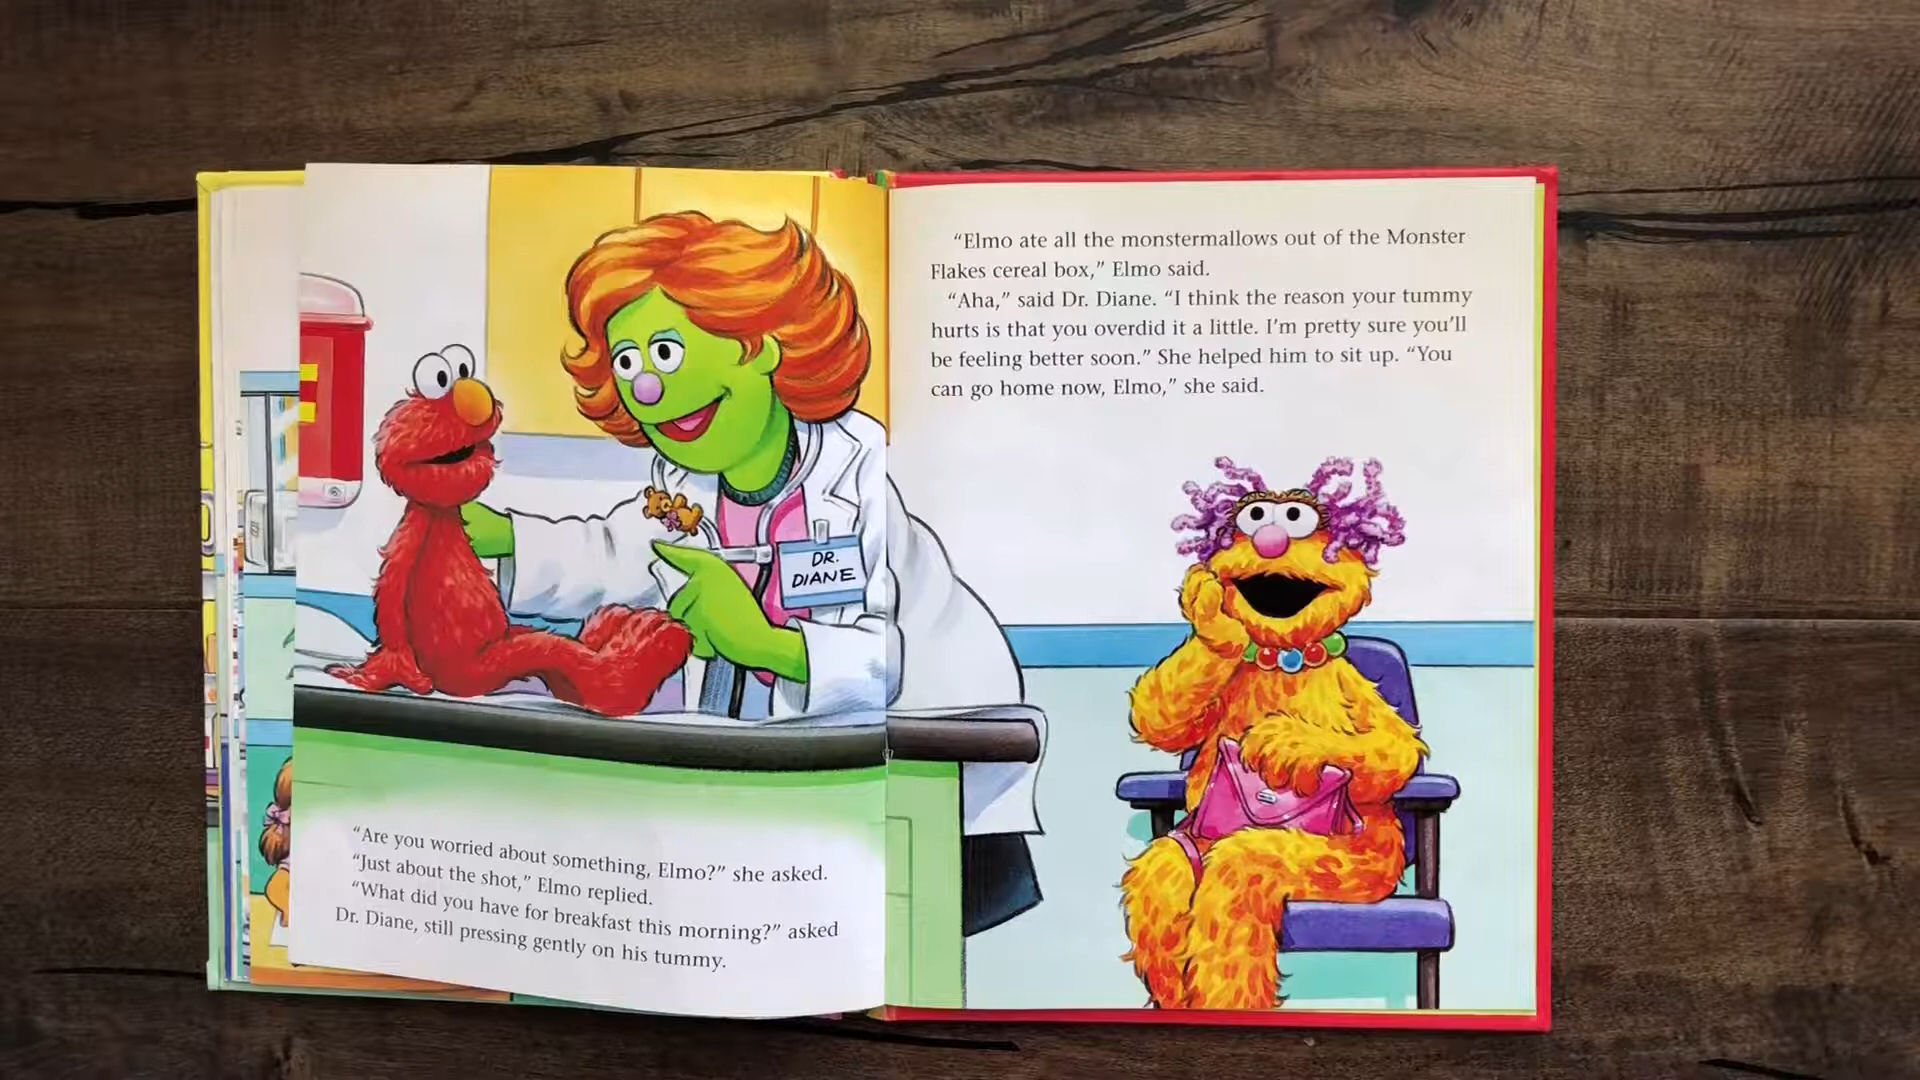 DR.
DIANE
“Are you worried about something, Elmo?” she asked.
“Just about the shot,” Elmo replied.
“What did you have for breakfast this morning?” asked
Dr. Diane, still pressing gently on his tummy.
“Elmo ate all the monstermallows out of the Monster
Flakes cereal box,” Elmo said.
“Aha,” said Dr. Diane. “I think the reason your tummy
hurts is that you overdid it a little. I’m pretty sure you’ll
be feeling better soon.” She helped him to sit up. “You
can go home now, Elmo,” she said.